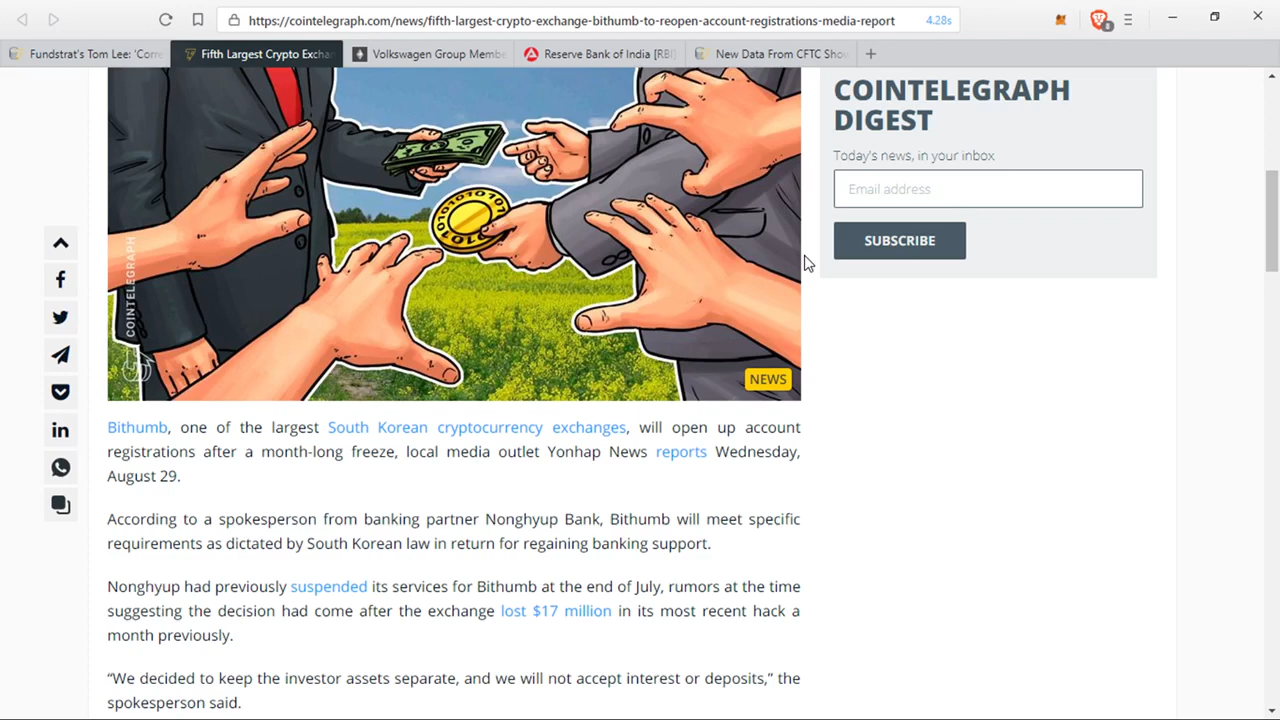 https://cointelegraph.com/news/fifth-largest-crypto-exchange-bithumb-to-reopen-account-registrations-media-report
4.28s
8
Fundstrat's Tom Lee: 'Corre
Fifth Largest Crypto Excha
Volkswagen Group Membe
Reserve Bank of India [RBI]
New Data From CFTC Sho
COINTELEGRAPH
DIGEST
Today's news, in your inbox
Email address
SUBSCRIBE
COINTELEGRAPH
NEWS
Bithumb, one of the largest South Korean cryptocurrency exchanges, will open up account
registrations after a month-long freeze, local media outlet Yonhap News reports Wednesday,
August 29.
According to a spokesperson from banking partner Nonghyup Bank, Bithumb will meet specific
requirements as dictated by South Korean law in return for regaining banking support.
Nonghyup had previously suspended its services for Bithumb at the end of July, rumors at the time
suggesting the decision had come after the exchange lost $17 million in its most recent hack a
month previously.
“We decided to keep the investor assets separate, and we will not accept interest or deposits,” the
spokesperson said.